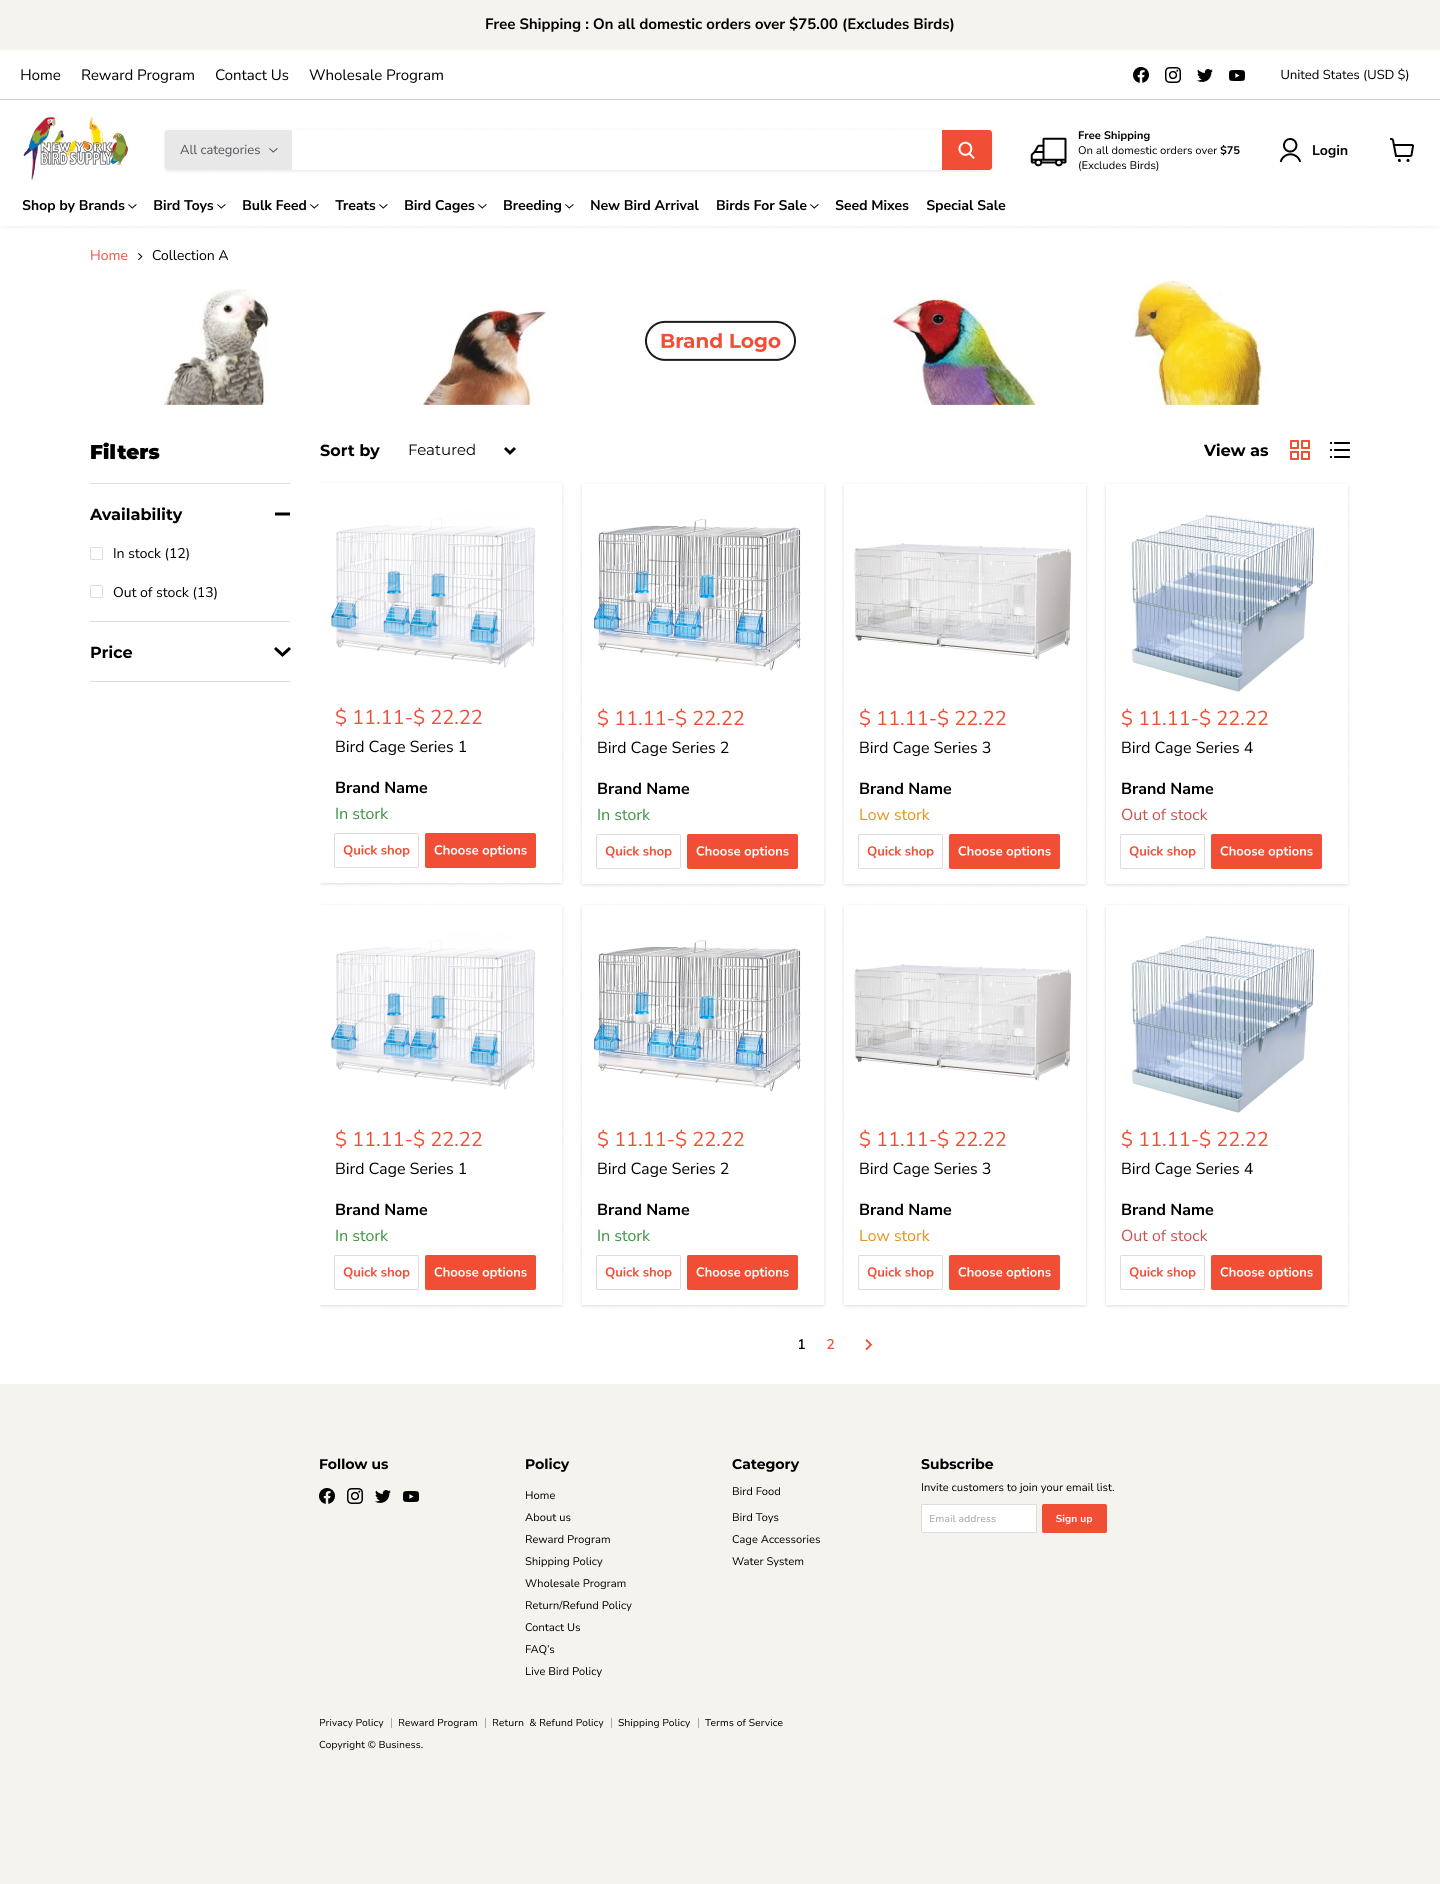 Free Shipping : On all domestic orders over $75.00 (Excludes Birds)
Home Reward Program Contact Us Wholesale Program United States (USD $)
NEW YORK
BIRD SUPPLY
All categories
Free Shipping
On all domestic orders over $75
(Excludes Birds)
Login
Shop by Brands Bird Toys Bulk Feed Treats Bird Cages Breeding New Bird Arrival Birds For Sale Seed Mixes Special Sale
Home > Collection A
Brand Logo
Filters
Sort by Featured View as
Availability
In stock (12)
Out of stock (13)
Price
$ 11.11-$ 22.22 $ 11.11-$ 22.22 $ 11.11-$ 22.22 $ 11.11-$ 22.22
Bird Cage Series 1 Bird Cage Series 2 Bird Cage Series 3 Bird Cage Series 4
Brand Name Brand Name Brand Name Brand Name
In stork In stork Low stork Out of stock
Quick shop Choose options Quick shop Choose options Quick shop Choose options Quick shop Choose options
$ 11.11-$ 22.22 $ 11.11-$ 22.22 $ 11.11-$ 22.22 $ 11.11-$ 22.22
Bird Cage Series 1 Bird Cage Series 2 Bird Cage Series 3 Bird Cage Series 4
Brand Name Brand Name Brand Name Brand Name
In stork In stork Low stork Out of stock
Quick shop Choose options Quick shop Choose options Quick shop Choose options Quick shop Choose options
1 2 >
Follow us
Policy
Home
About us
Reward Program
Shipping Policy
Wholesale Program
Return/Refund Policy
Contact Us
FAQ's
Live Bird Policy
Category
Bird Food
Bird Toys
Cage Accessories
Water System
Subscribe
Invite customers to join your email list.
Email address Sign up
Privacy Policy | Reward Program | Return & Refund Policy | Shipping Policy | Terms of Service
Copyright © Business.